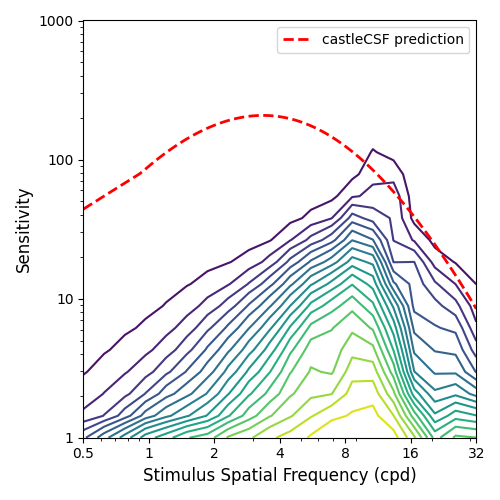 1000
castleCSF prediction
100
Sensitivity
10
1
0.5 1 2 4 8 16 32
Stimulus Spatial Frequency (cpd)